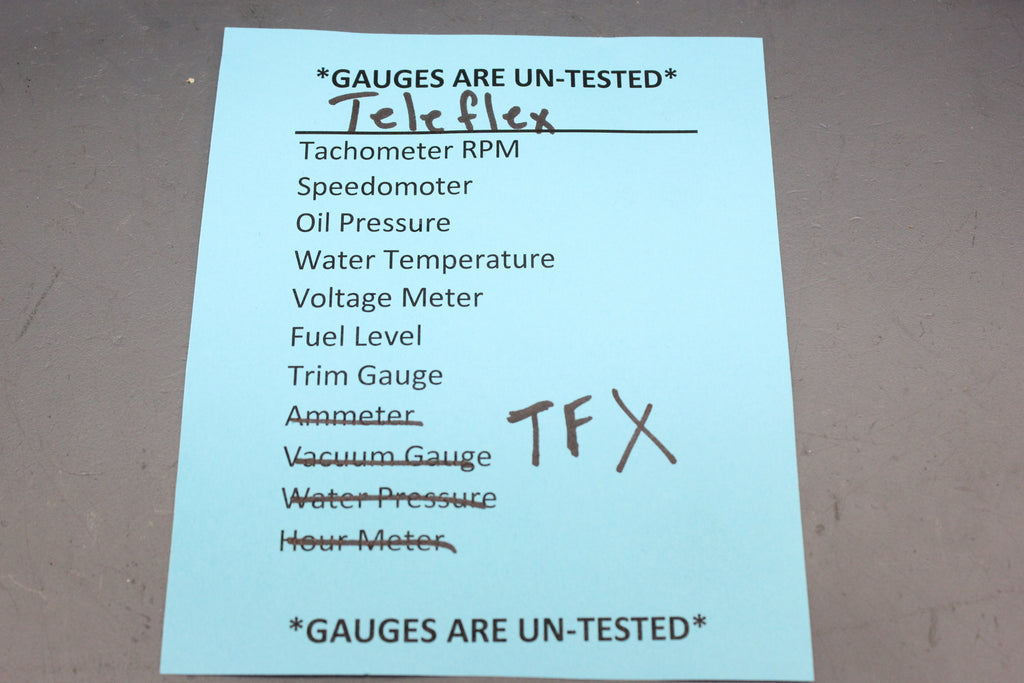 *GAUGES ARE UN-TESTED*
Teleflex
Tachometer RPM
Speedomoter
Oil Pressure
Water Temperature
Voltage Meter
Fuel Level
Trim Gauge
Ammeter
TFX
Vacuum Gauge
Water Pressure
Hour Meter
*GAUGES ARE UN-TESTED*